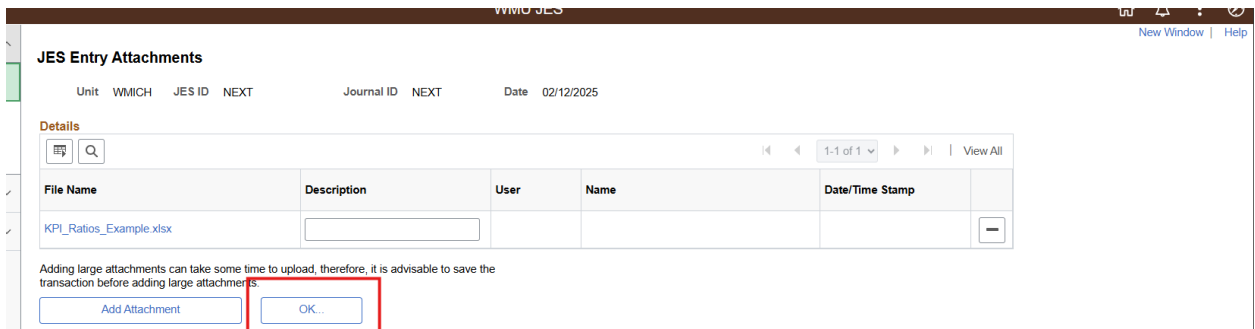 WMU JES
New Window | Help
JES Entry Attachments
Unit WMICH JES ID NEXT Journal ID NEXT Date 02/12/2025
Details
1-1 of 1 | View All
File Name Description User Name Date/Time Stamp
KPI_Ratios_Example.xlsx
Adding large attachments can take some time to upload, therefore, it is advisable to save the
transaction before adding large attachments.
Add Attachment OK...